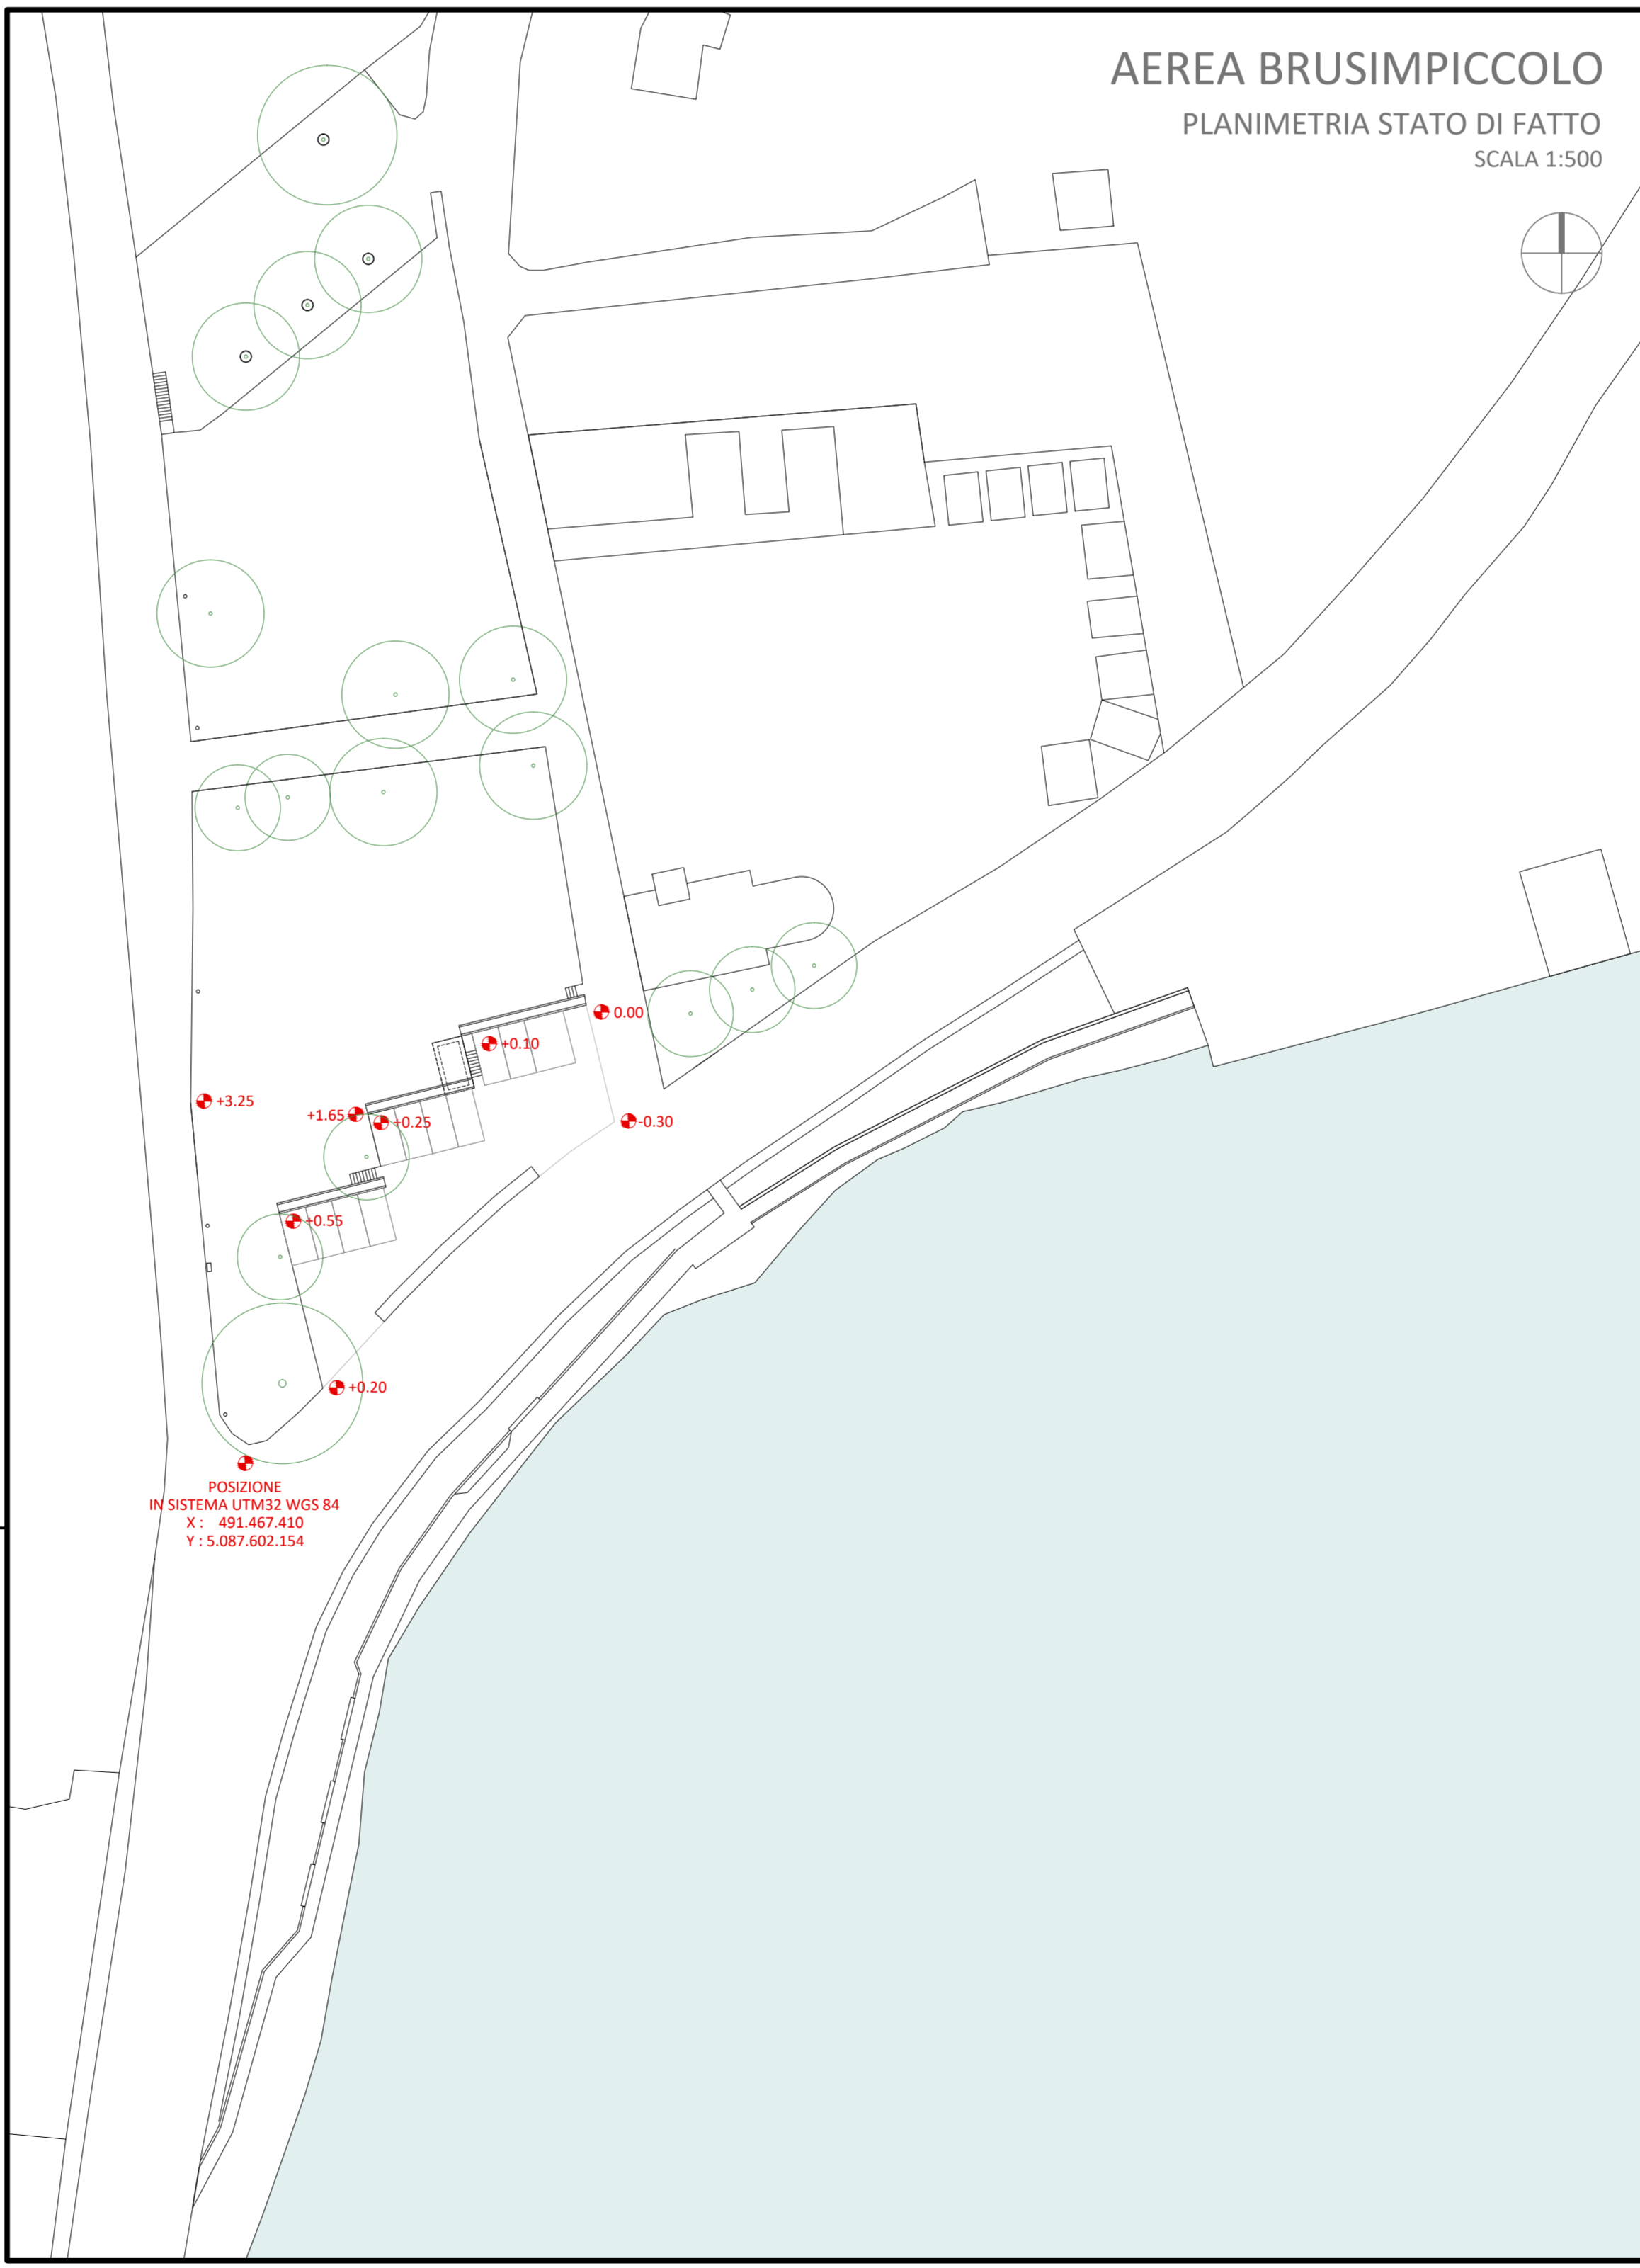 AEREA BRUSIMPICCOLO
PLANIMETRIA STATO DI FATTO
SCALA 1:500
0.00
+0.10
+3.25
+1.65
+0.25
-0.30
+0.55
+0.20
POSIZIONE
IN SISTEMA UTM32 WGS 84
X : 491.467.410
Y : 5.087.602.154